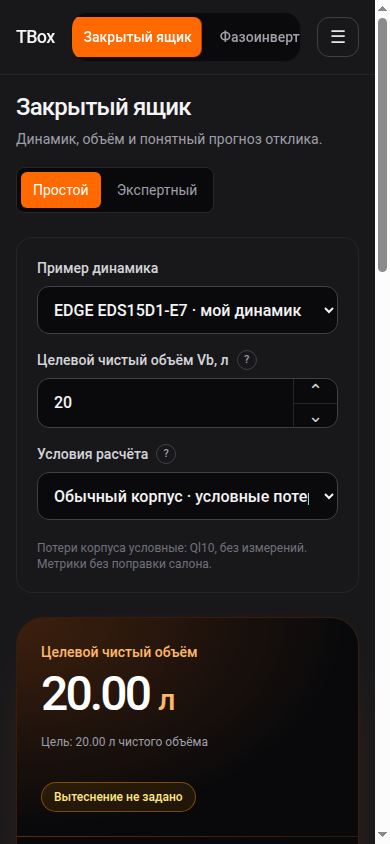 TBox
Закрытый ящик
Фазоинверт
☰
Закрытый ящик
Динамик, объём и понятный прогноз отклика.
Простой
Экспертный
Пример динамика
EDGE EDS15D1-E7 · мой динамик
Целевой чистый объём Vb, л ?
20
Условия расчёта ?
Обычный корпус · условные поте
Потери корпуса условные: Ql10, без измерений.
Метрики без поправки салона.
Целевой чистый объём
20.00 л
Цель: 20.00 л чистого объёма
Вытеснение не задано